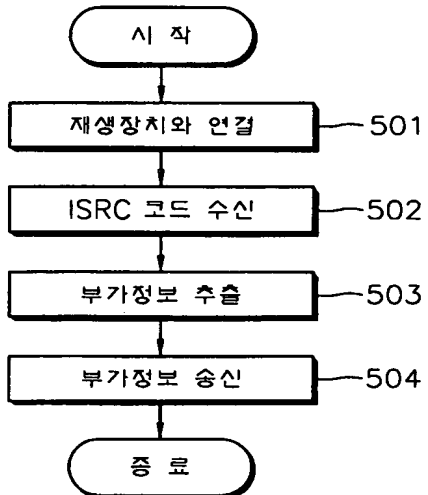 시 작
재생장치와 연결 501
ISRC 코드 수신 502
부가정보 추출 503
부가정보 송신 504
종 료